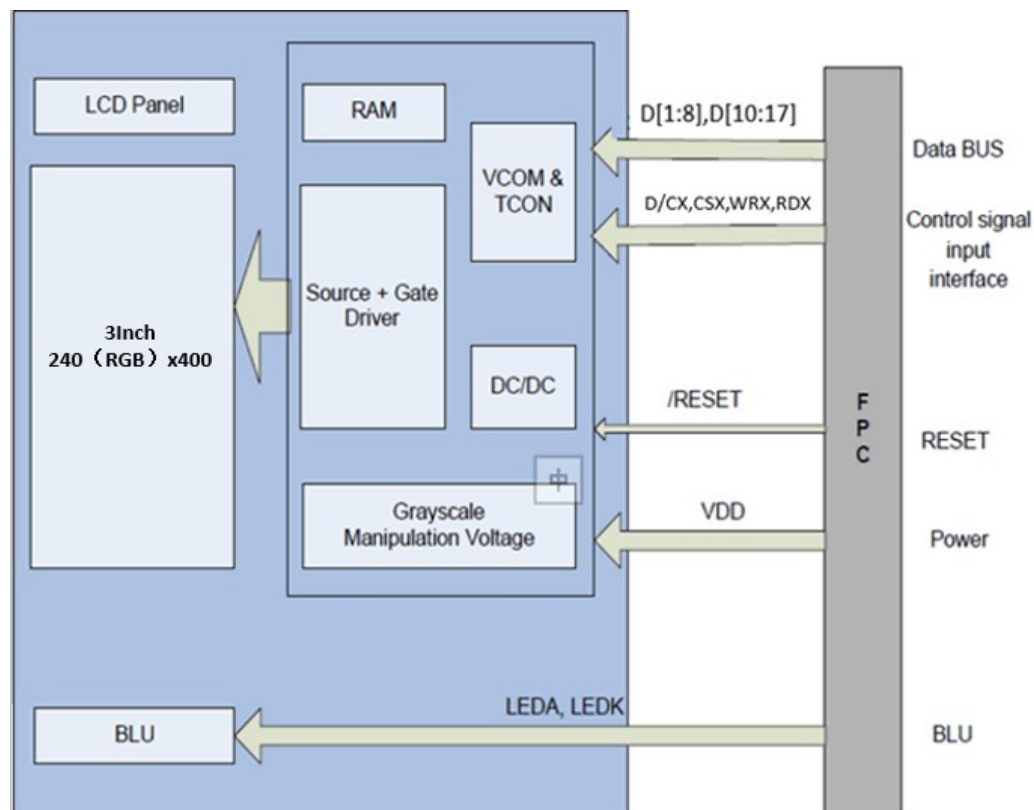 LCD Panel
3Inch
240（RGB）x400
RAM
VCOM &
TCON
Source + Gate
Driver
DC/DC
中
Grayscale
Manipulation Voltage
BLU
D[1:8],D[10:17]
D/CX,CSX,WRX,RDX
/RESET
VDD
LEDA, LEDK
F
P
C
Data BUS
Control signal
input
interface
RESET
Power
BLU